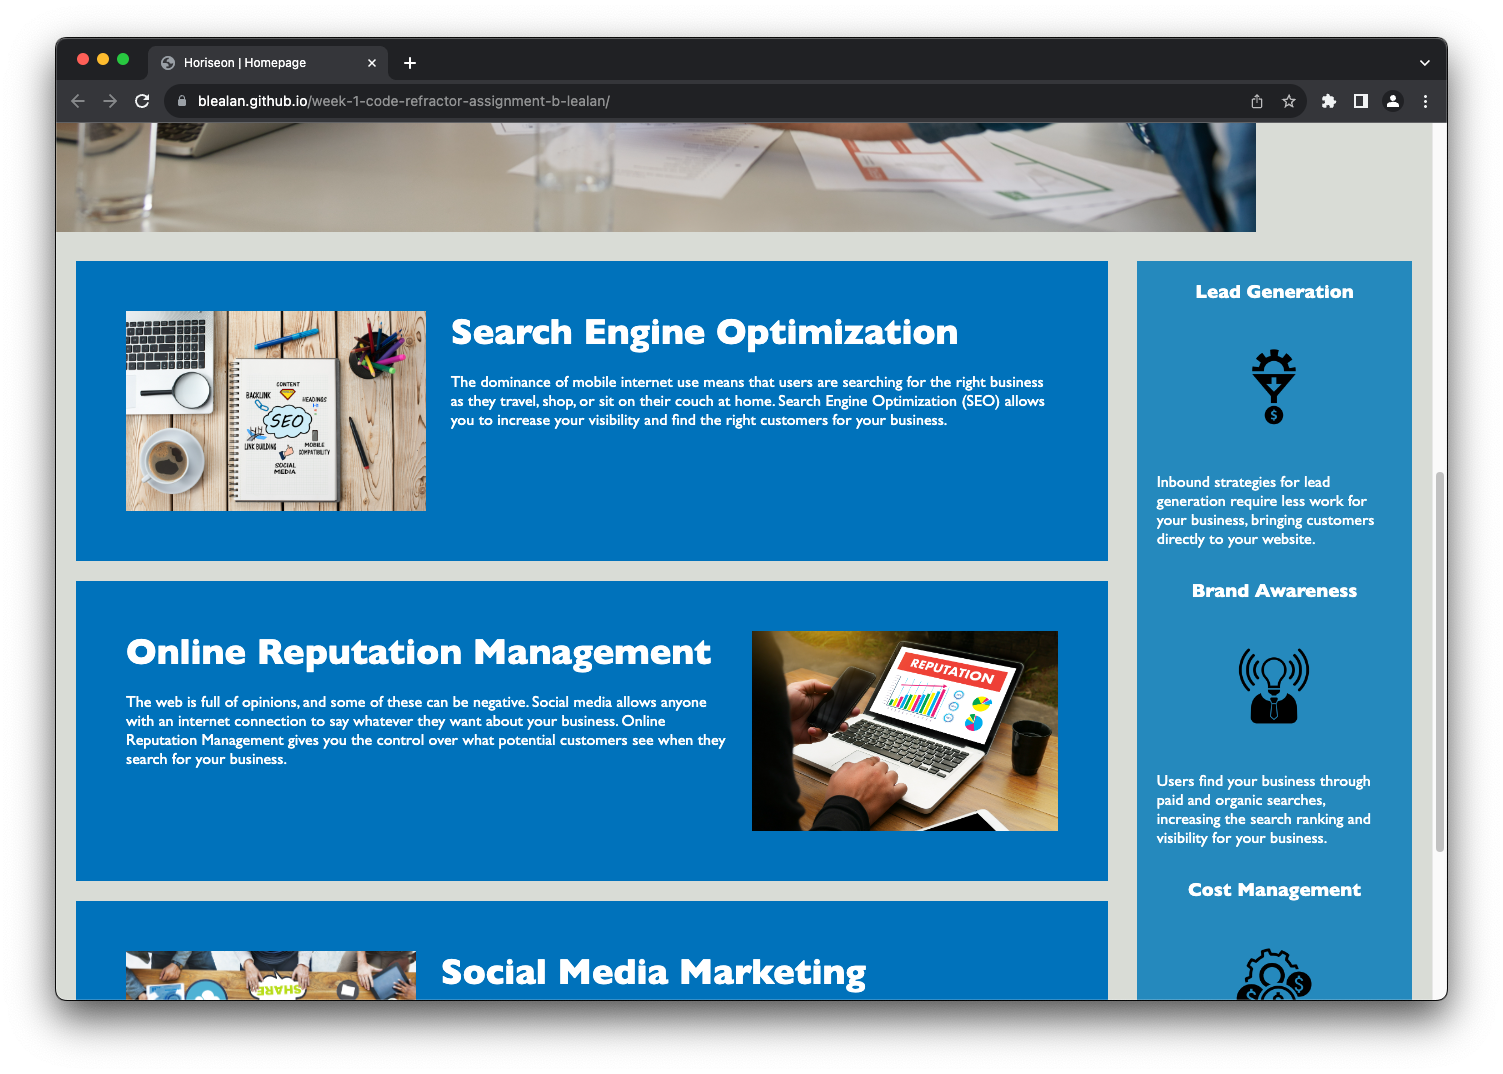 Horiseon | Homepage
blealan.github.io/week-1-code-refractor-assignment-b-lealan/
Search Engine Optimization
The dominance of mobile internet use means that users are searching for the right business
as they travel, shop, or sit on their couch at home. Search Engine Optimization (SEO) allows
you to increase your visibility and find the right customers for your business.
CONTENT
BACKLINK
HEADINGS
SEO
LINK BUILDING
MOBILE
COMPATIBILITY
SOCIAL
MEDIA
Online Reputation Management
The web is full of opinions, and some of these can be negative. Social media allows anyone
with an internet connection to say whatever they want about your business. Online
Reputation Management gives you the control over what potential customers see when they
search for your business.
REPUTATION
Social Media Marketing
SHARE
Lead Generation
$
Inbound strategies for lead
generation require less work for
your business, bringing customers
directly to your website.
Brand Awareness
Users find your business through
paid and organic searches,
increasing the search ranking and
visibility for your business.
Cost Management
$ $ $